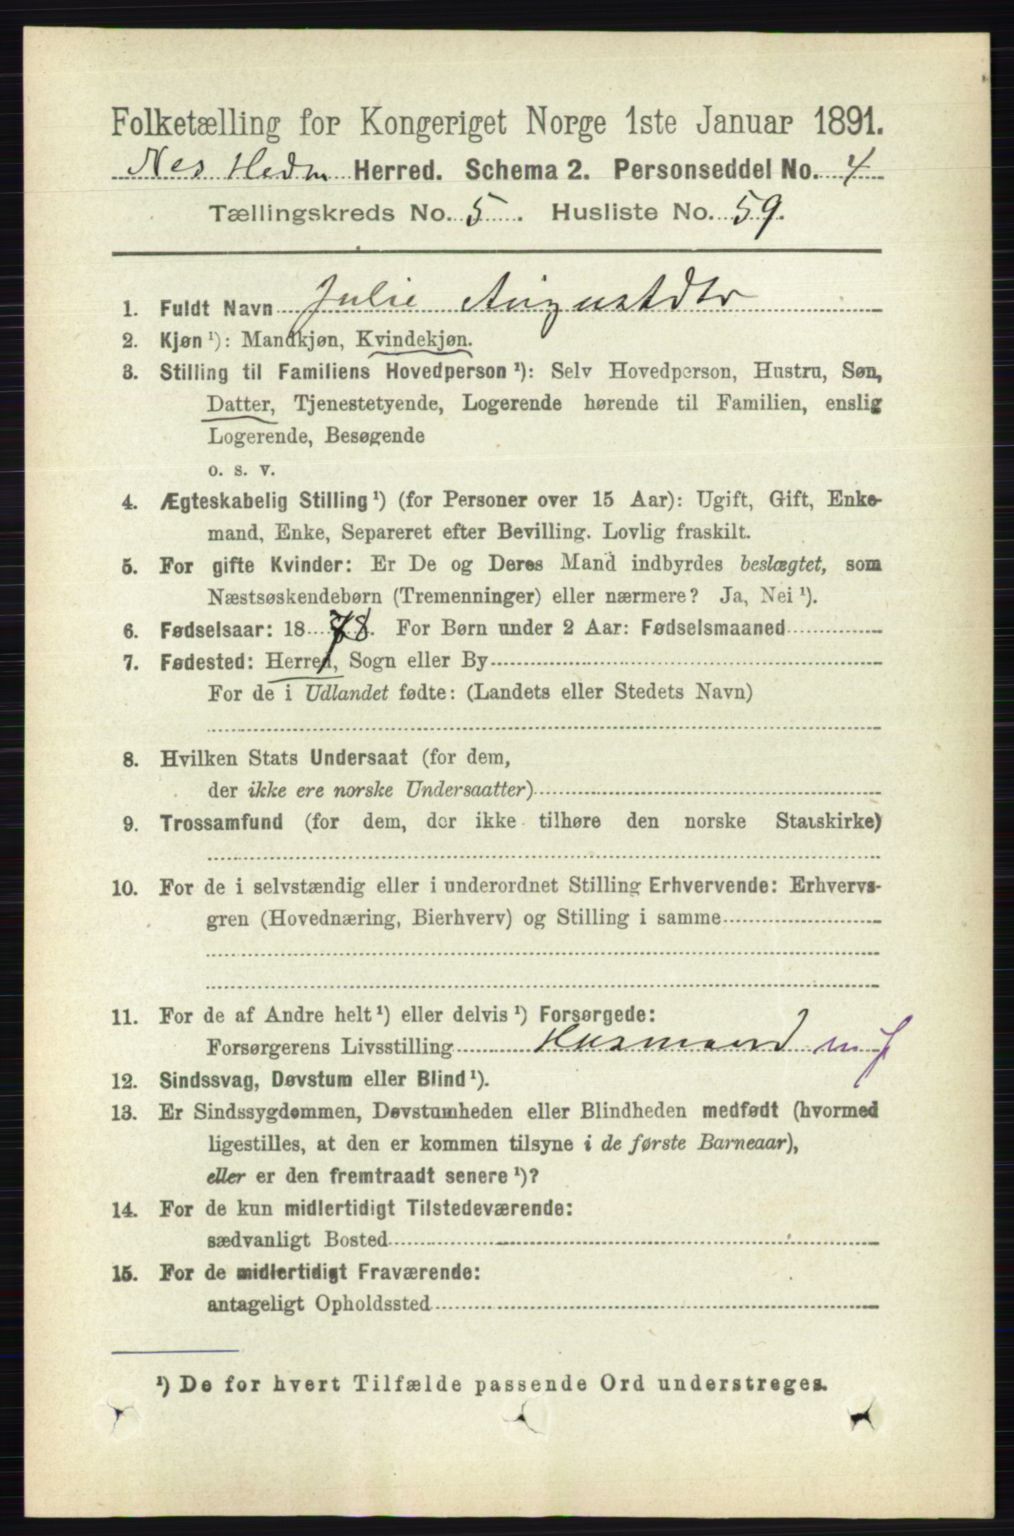 Folketælling for Kongeriget Norge 1ste Januar 1891.
Nes Hedm Herred. Schema 2. Personseddel No. 4
Tællingskreds No. 5. Husliste No. 59.
1. Fuldt Navn Julie Augustdtr
2. Kjøn ¹): Mandkjøn, Kvindekjøn.
3. Stilling til Familiens Hovedperson ¹): Selv Hovedperson, Hustru, Søn,
Datter, Tjenestetyende, Logerende hørende til Familien, enslig
Logerende, Besøgende
o. s. v.
4. Ægteskabelig Stilling ¹) (for Personer over 15 Aar): Ugift, Gift, Enke-
mand, Enke, Separeret efter Bevilling. Lovlig fraskilt.
5. For gifte Kvinder: Er De og Deres Mand indbyrdes beslægtet, som
Næstsøskendebørn (Tremenninger) eller nærmere? Ja, Nei ¹).
6. Fødselsaar: 1878. For Børn under 2 Aar: Fødselsmaaned
7. Fødested: Herred, Sogn eller By
For de i Udlandet fødte: (Landets eller Stedets Navn)
8. Hvilken Stats Undersaat (for dem,
der ikke ere norske Undersaatter)
9. Trossamfund (for dem, der ikke tilhøre den norske Statskirke)
10. For de i selvstændig eller i underordnet Stilling Erhvervende: Erhvervs-
gren (Hovednæring, Bierhverv) og Stilling i samme
11. For de af Andre helt ¹) eller delvis ¹) Forsørgede:
Forsørgerens Livsstilling Husmand m j
12. Sindssvag, Døvstum eller Blind ¹).
13. Er Sindssygdommen, Døvstumheden eller Blindheden medfødt (hvormed
ligestilles, at den er kommen tilsyne i de første Barneaar),
eller er den fremtraadt senere ¹)?
14. For de kun midlertidigt Tilstedeværende:
sædvanligt Bosted
15. For de midlertidigt Fraværende:
antageligt Opholdssted
¹) De for hvert Tilfælde passende Ord understreges.